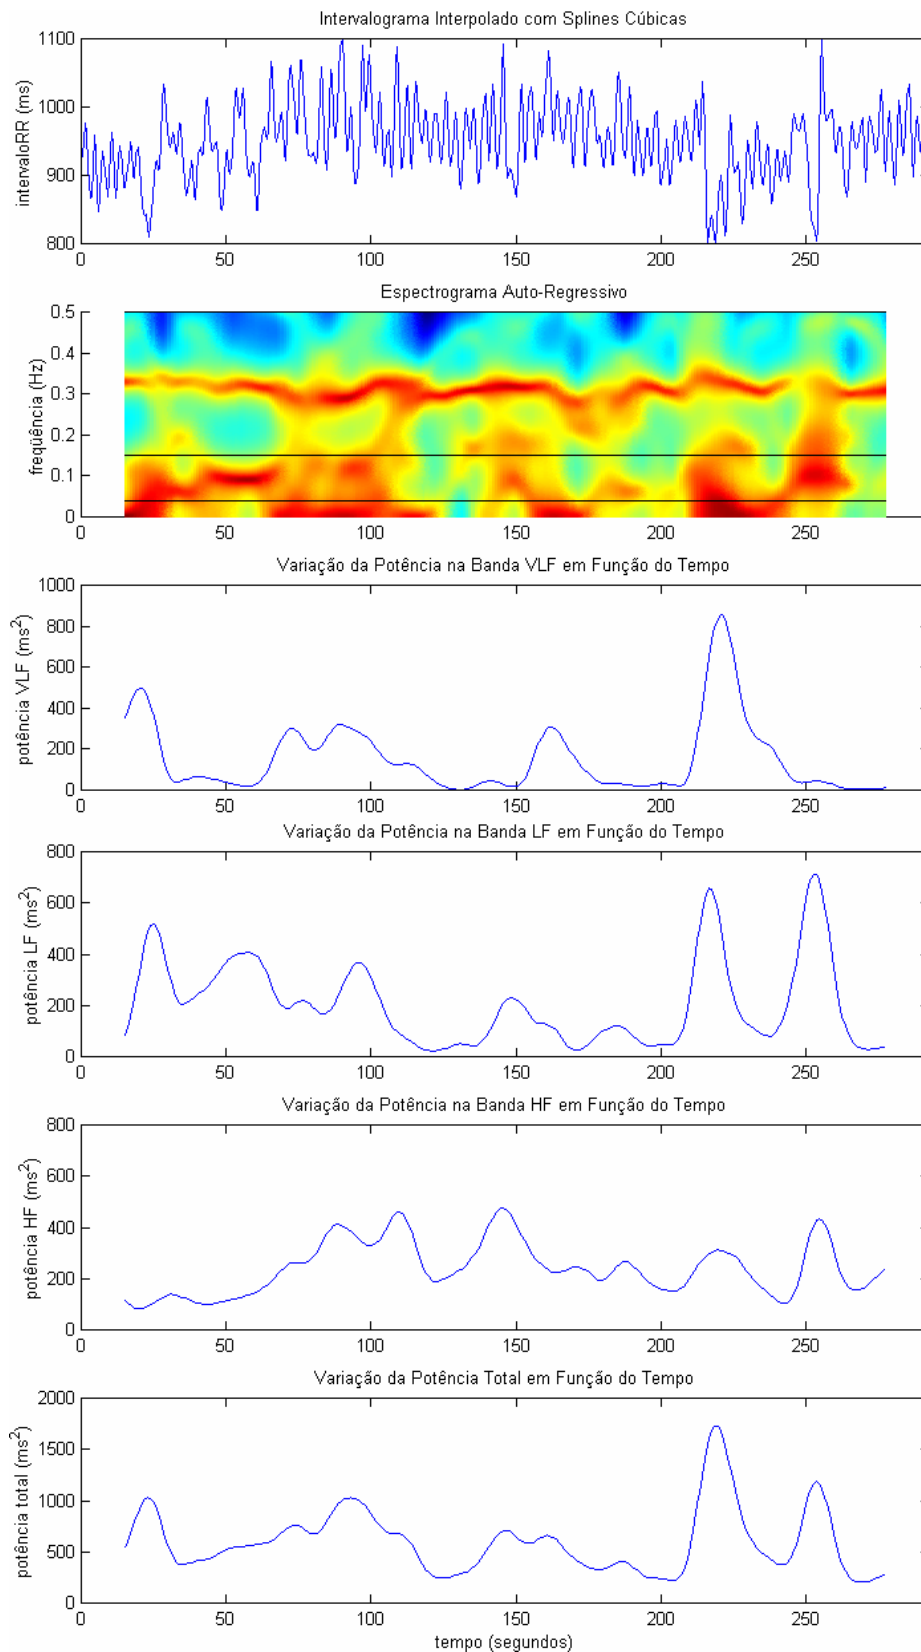 Intervalograma Interpolado com Splines Cúbicas
intervaloRR (ms)
1100
1000
900
800
0 50 100 150 200 250
Espectrograma Auto-Regressivo
freqüência (Hz)
0.5
0.4
0.3
0.2
0.1
0
0 50 100 150 200 250
Variação da Potência na Banda VLF em Função do Tempo
potência VLF (ms²)
1000
800
600
400
200
0
0 50 100 150 200 250
Variação da Potência na Banda LF em Função do Tempo
potência LF (ms²)
800
600
400
200
0
0 50 100 150 200 250
Variação da Potência na Banda HF em Função do Tempo
potência HF (ms²)
800
600
400
200
0
0 50 100 150 200 250
Variação da Potência Total em Função do Tempo
potência total (ms²)
2000
1500
1000
500
0
0 50 100 150 200 250
tempo (segundos)